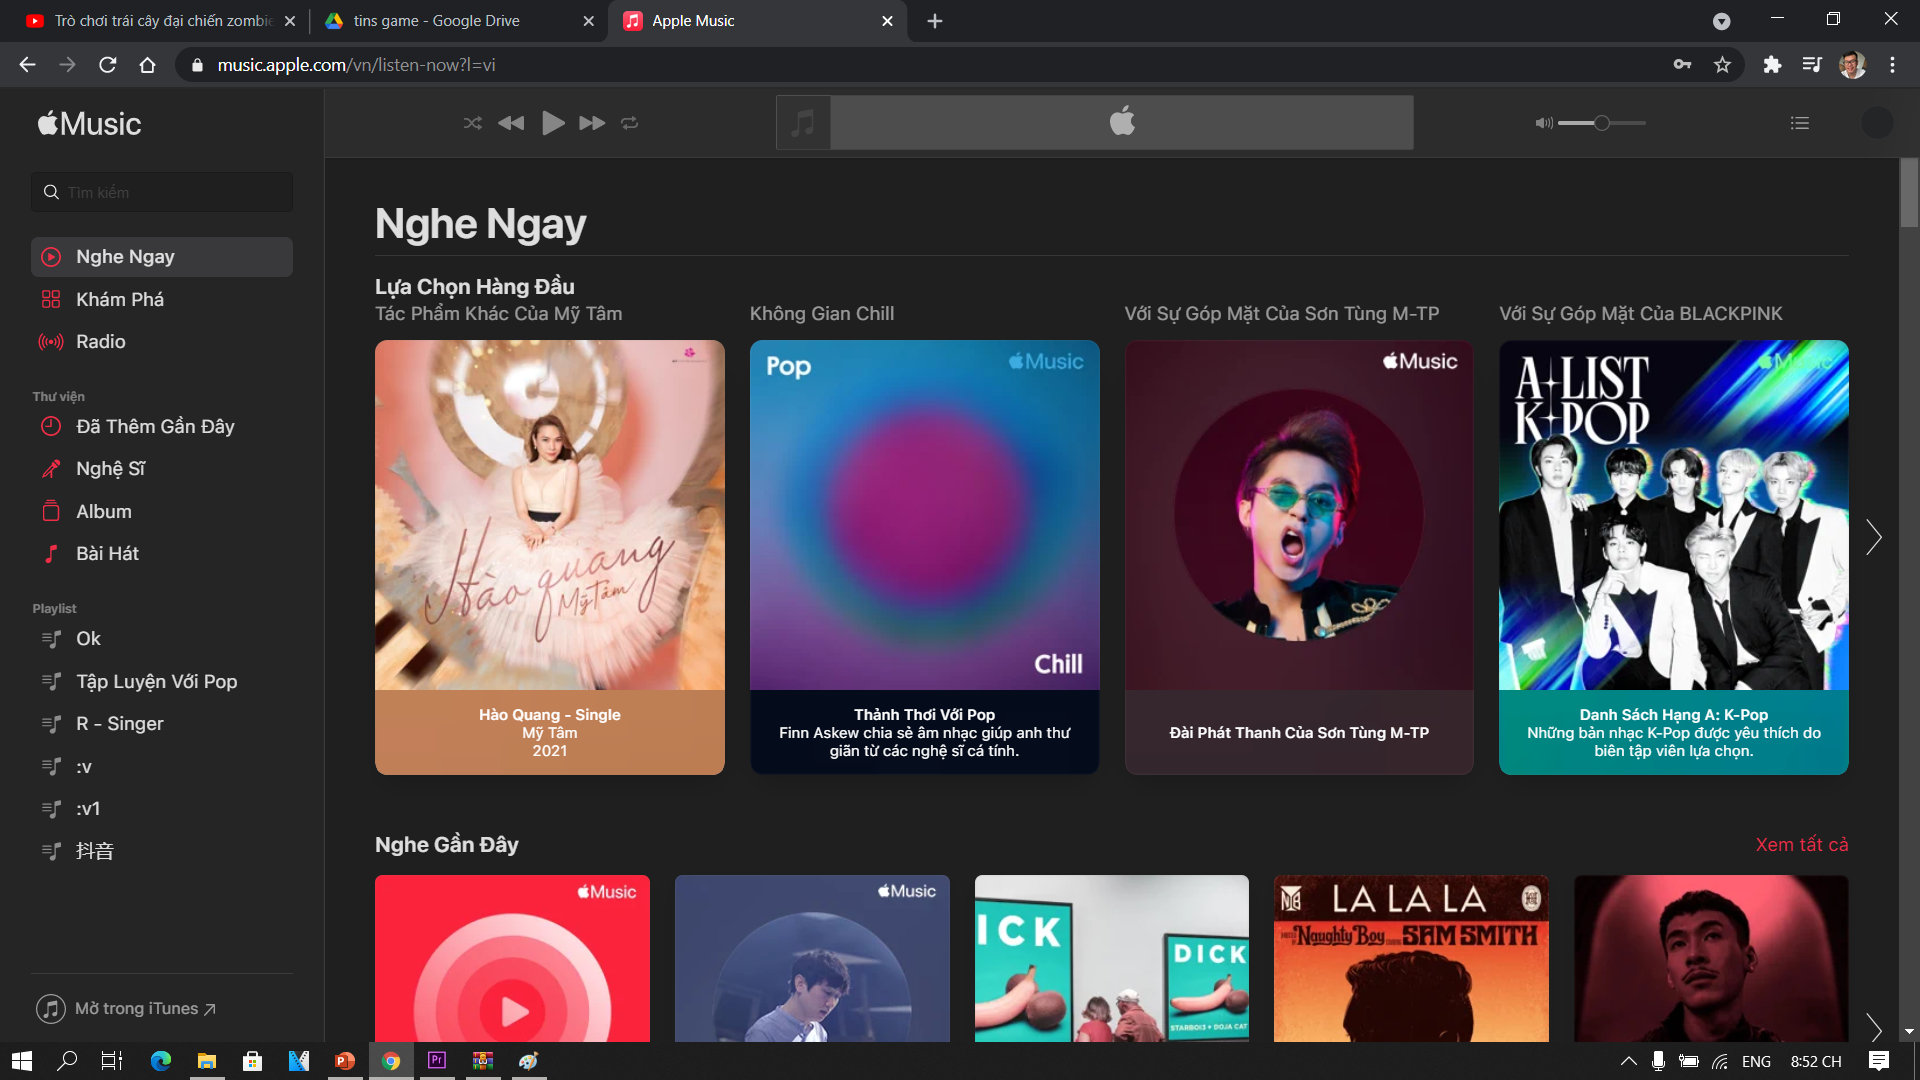 Trò chơi trái cây đại chiến zombie
tins game - Google Drive
Apple Music
music.apple.com/vn/listen-now?l=vi
Music
Tìm kiếm
Nghe Ngay
Khám Phá
Radio
Thư viện
Đã Thêm Gần Đây
Nghệ Sĩ
Album
Bài Hát
Playlist
Ok
Tập Luyện Với Pop
R - Singer
:v
:v1
抖音
Mở trong iTunes
Nghe Ngay
Lựa Chọn Hàng Đầu
Tác Phẩm Khác Của Mỹ Tâm
Hào quang
Mỹ Tâm
Hào Quang - Single
Mỹ Tâm
2021
Không Gian Chill
Pop
Music
Chill
Thảnh Thơi Với Pop
Finn Askew chia sẻ âm nhạc giúp anh thư
giãn từ các nghệ sĩ cá tính.
Với Sự Góp Mặt Của Sơn Tùng M-TP
Music
Đài Phát Thanh Của Sơn Tùng M-TP
Với Sự Góp Mặt Của BLACKPINK
A-LIST
K-POP
Music
Danh Sách Hạng A: K-Pop
Những bản nhạc K-Pop được yêu thích do
biên tập viên lựa chọn.
Nghe Gần Đây
Xem tất cả
Music
Music
ICK
DICK
STARBOI3 + DOJA CAT
LA LA LA
Naughty Boy
SAM SMITH
Pr
ENG
8:52 CH